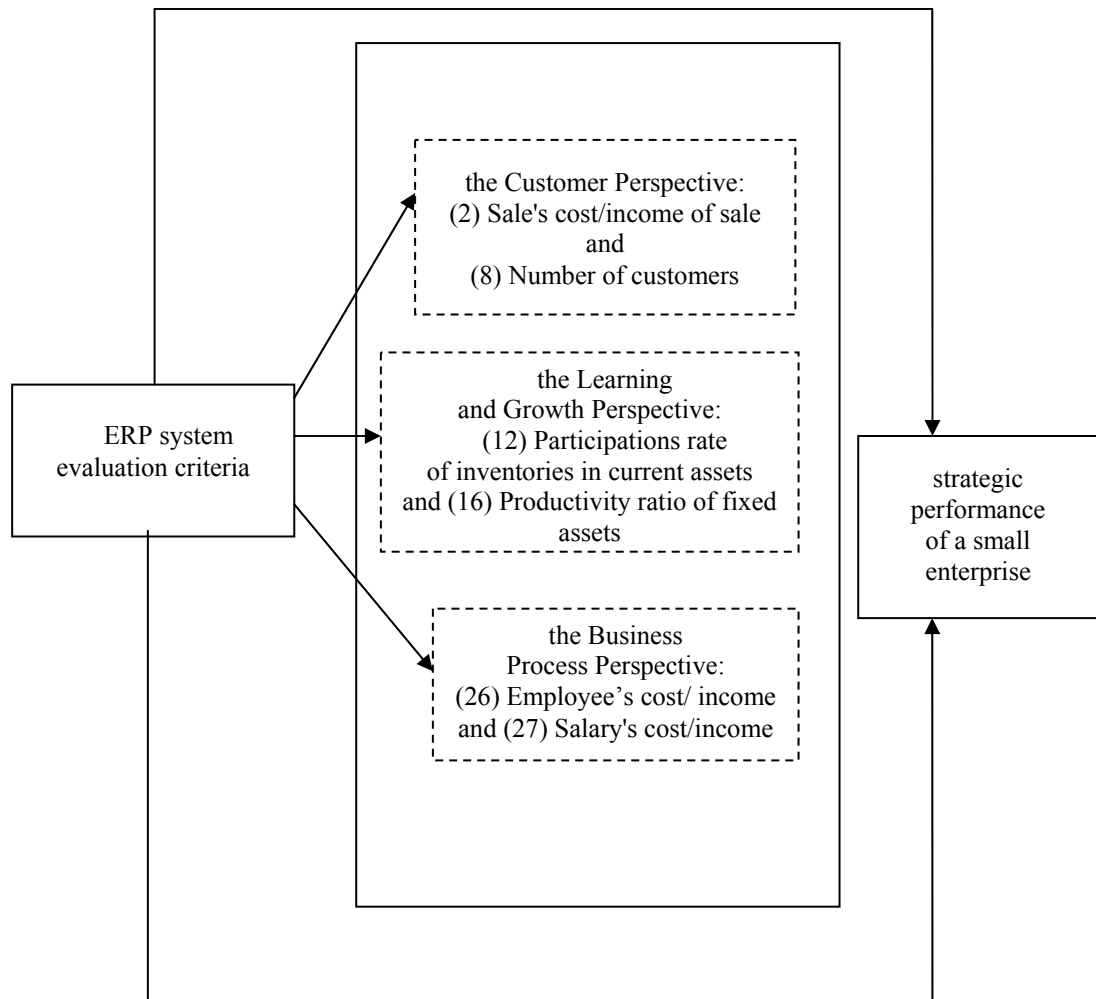 the Customer Perspective:
(2) Sale's cost/income of sale
and
(8) Number of customers
ERP system
evaluation criteria
the Learning
and Growth Perspective:
(12) Participations rate
of inventories in current assets
and (16) Productivity ratio of fixed
assets
strategic
performance
of a small
enterprise
the Business
Process Perspective:
(26) Employee’s cost/ income
and (27) Salary's cost/income